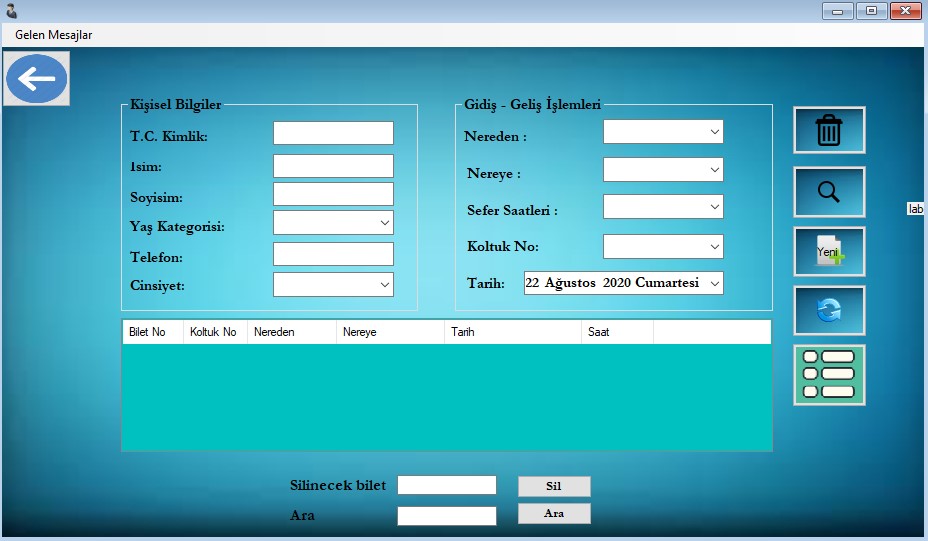 Gelen Mesajlar
Kişisel Bilgiler
T.C. Kimlik:
Isim:
Soyisim:
Yaş Kategorisi:
Telefon:
Cinsiyet:
Gidiş - Geliş İşlemleri
Nereden :
Nereye :
Sefer Saatleri :
Koltuk No:
Tarih:
22 Ağustos 2020 Cumartesi
Yeni
lab
Bilet No Koltuk No Nereden Nereye Tarih Saat
Silinecek bilet
Sil
Ara
Ara